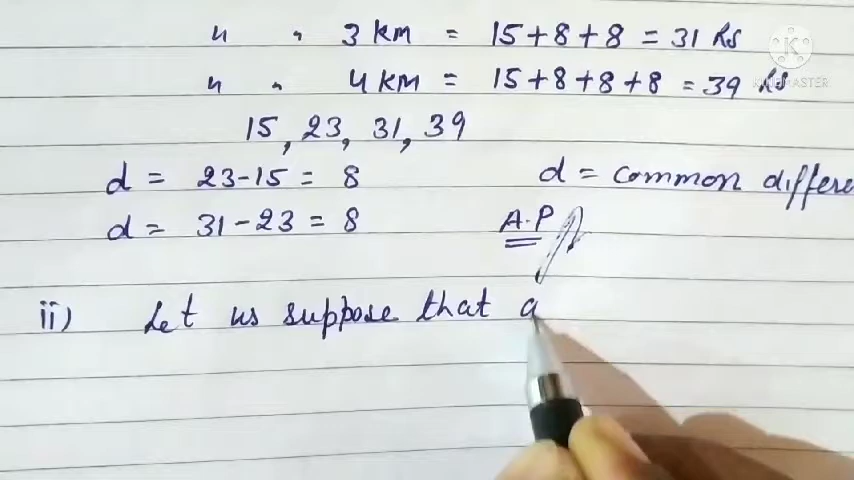 " " 3 km = 15+8+8 = 31 Rs
" " 4 km = 15+8+8+8 = 39 Rs
15, 23, 31, 39
d = 23-15 = 8 d = common differe
d = 31-23 = 8 A.P
ii) Let us suppose that a
K
KINEMASTER